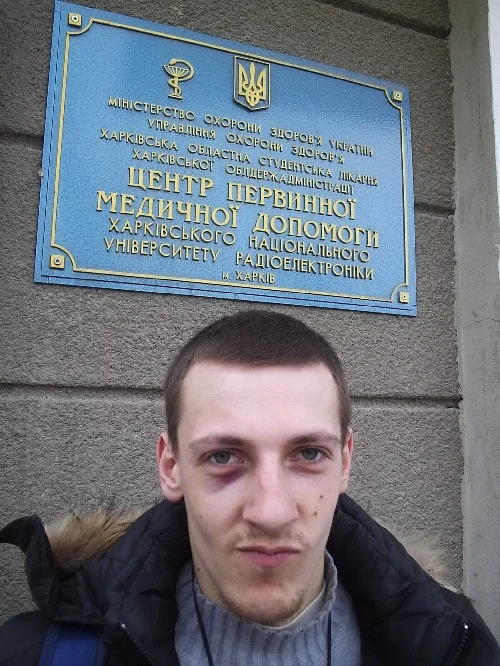 МІНІСТЕРСТВО ОХОРОНИ ЗДОРОВ'Я УКРАЇНИ
УПРАВЛІННЯ ОХОРОНИ ЗДОРОВ'Я
ХАРКІВСЬКА ОБЛАСТНА СТУДЕНТСЬКА ЛІКАРНЯ
ХАРКІВСЬКОЇ ОБЛДЕРЖАДМІНІСТРАЦІЇ
ЦЕНТР ПЕРВИННОЇ
МЕДИЧНОЇ ДОПОМОГИ
ХАРКІВСЬКОГО НАЦІОНАЛЬНОГО
УНІВЕРСИТЕТУ РАДІОЕЛЕКТРОНІКИ
м. ХАРКІВ